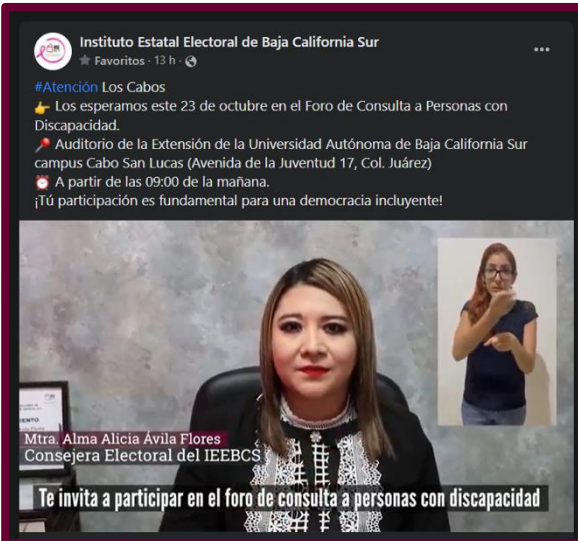 Instituto Estatal Electoral de Baja California Sur
Favoritos · 13 h ·
#Atención Los Cabos
👉 Los esperamos este 23 de octubre en el Foro de Consulta a Personas con
Discapacidad.
📍 Auditorio de la Extensión de la Universidad Autónoma de Baja California Sur
campus Cabo San Lucas (Avenida de la Juventud 17, Col. Juárez)
⏰ A partir de las 09:00 de la mañana.
¡Tú participación es fundamental para una democracia incluyente!
Mtra. Alma Alicia Ávila Flores
Consejera Electoral del IEEBCS
Te invita a participar en el foro de consulta a personas con discapacidad